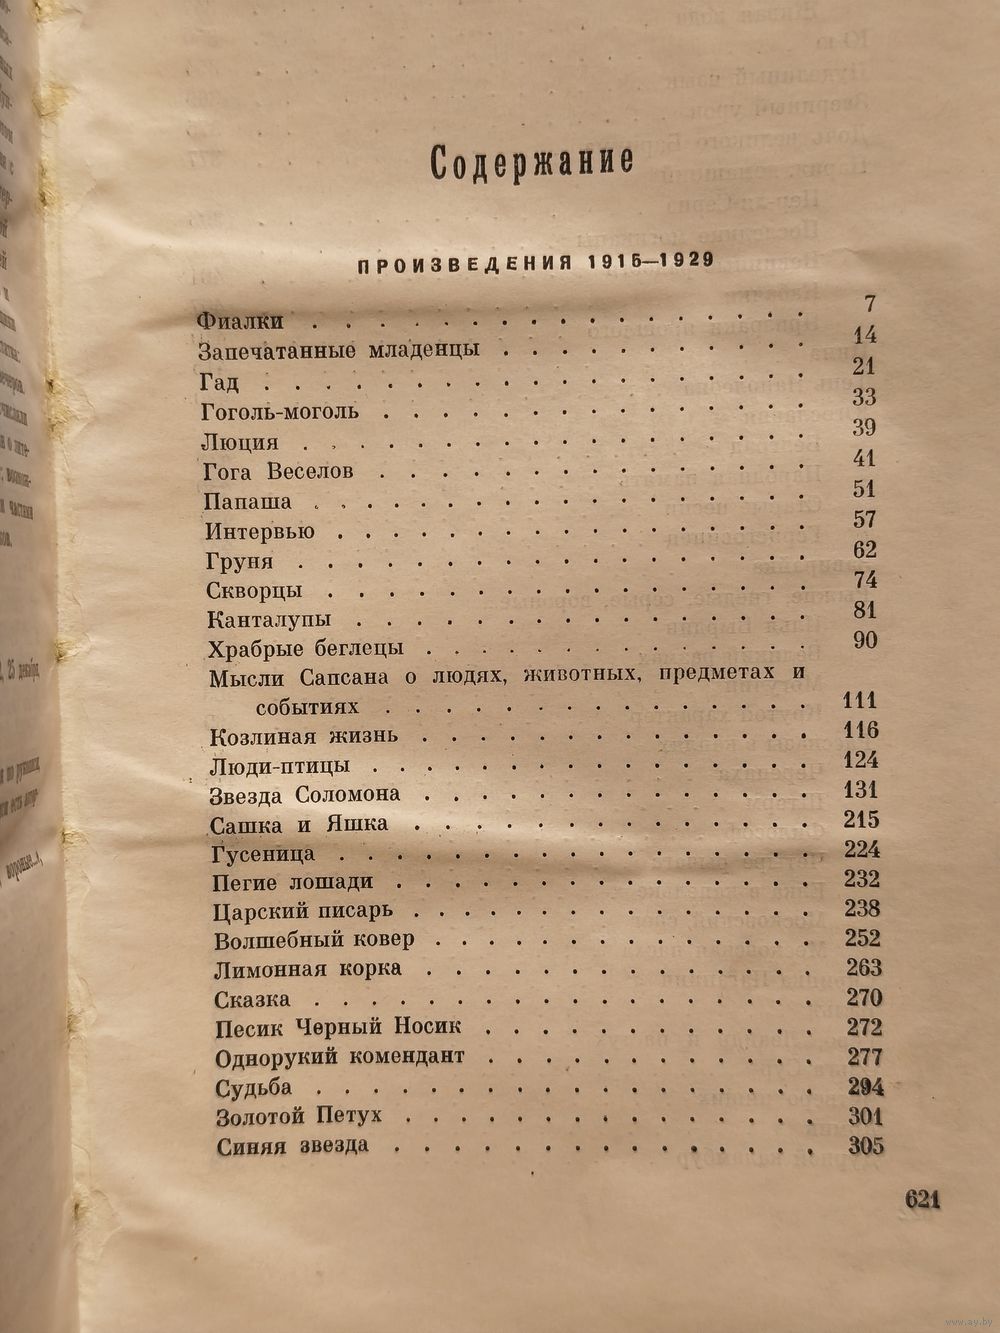 Содержание
ПРОИЗВЕДЕНИЯ 1915—1929
Фиалки . . . . . . . . . . . . . . . . . . 7
Запечатанные младенцы . . . . . . . . . . . 14
Гад . . . . . . . . . . . . . . . . . . . . 21
Гоголь-моголь . . . . . . . . . . . . . . . 33
Люция . . . . . . . . . . . . . . . . . . 39
Гога Веселов . . . . . . . . . . . . . . . 41
Папаша . . . . . . . . . . . . . . . . . . 51
Интервью . . . . . . . . . . . . . . . . . 57
Груня . . . . . . . . . . . . . . . . . . 62
Скворцы . . . . . . . . . . . . . . . . . 74
Канталупы . . . . . . . . . . . . . . . . 81
Храбрые беглецы . . . . . . . . . . . . . . 90
Мысли Сапсана о людях, животных, предметах и
событиях . . . . . . . . . . . . . . . 111
Козлиная жизнь . . . . . . . . . . . . . . 116
Люди-птицы . . . . . . . . . . . . . . . . 124
Звезда Соломона . . . . . . . . . . . . . . 131
Сашка и Яшка . . . . . . . . . . . . . . 215
Гусеница . . . . . . . . . . . . . . . . . 224
Пегие лошади . . . . . . . . . . . . . . . 232
Царский писарь . . . . . . . . . . . . . . 238
Волшебный ковер . . . . . . . . . . . . . . 252
Лимонная корка . . . . . . . . . . . . . . 263
Сказка . . . . . . . . . . . . . . . . . . 270
Песик Черный Носик . . . . . . . . . . . . 272
Однорукий комендант . . . . . . . . . . . . 277
Судьба . . . . . . . . . . . . . . . . . . 294
Золотой Петух . . . . . . . . . . . . . . . 301
Синяя звезда . . . . . . . . . . . . . . . 305
621
www.ay.by